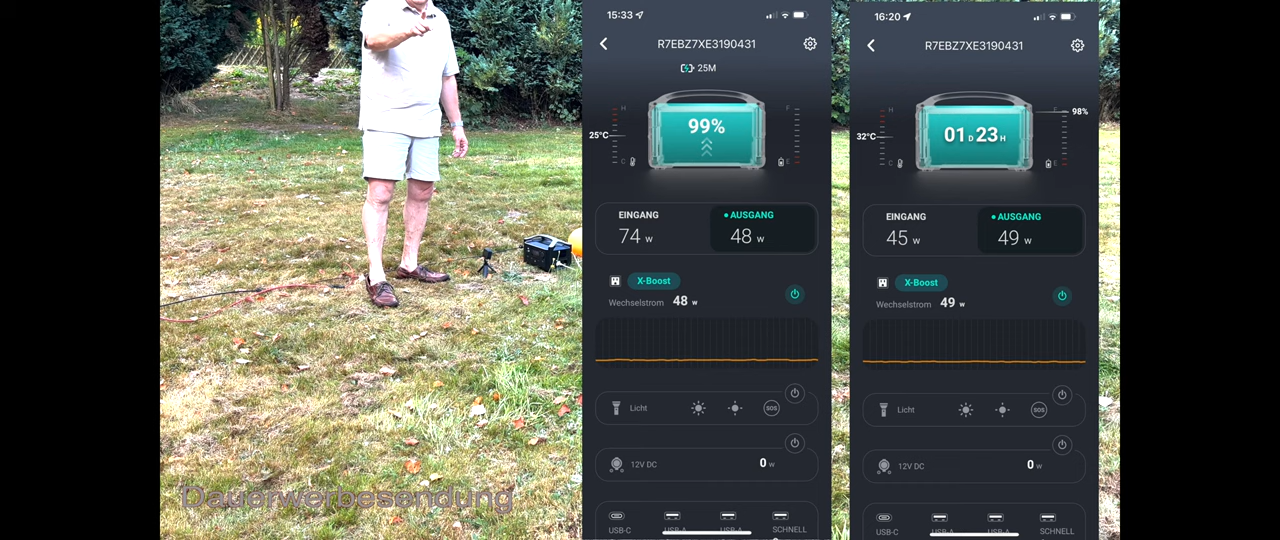 Dauerwerbesendung
15:33
R7EBZ7XE3190431
25M
H
F
99%
25°C
C
E
EINGANG
AUSGANG
74 W
48 W
X-Boost
Wechselstrom 48 W
Licht
SOS
12V DC
0 W
USB-C
USB-A
USB-A
SCHNELL
16:20
R7EBZ7XE3190431
H
F
98%
32°C
01 D 23 H
C
E
EINGANG
AUSGANG
45 W
49 W
X-Boost
Wechselstrom 49 W
Licht
SOS
12V DC
0 W
USB-C
USB-A
USB-A
SCHNELL